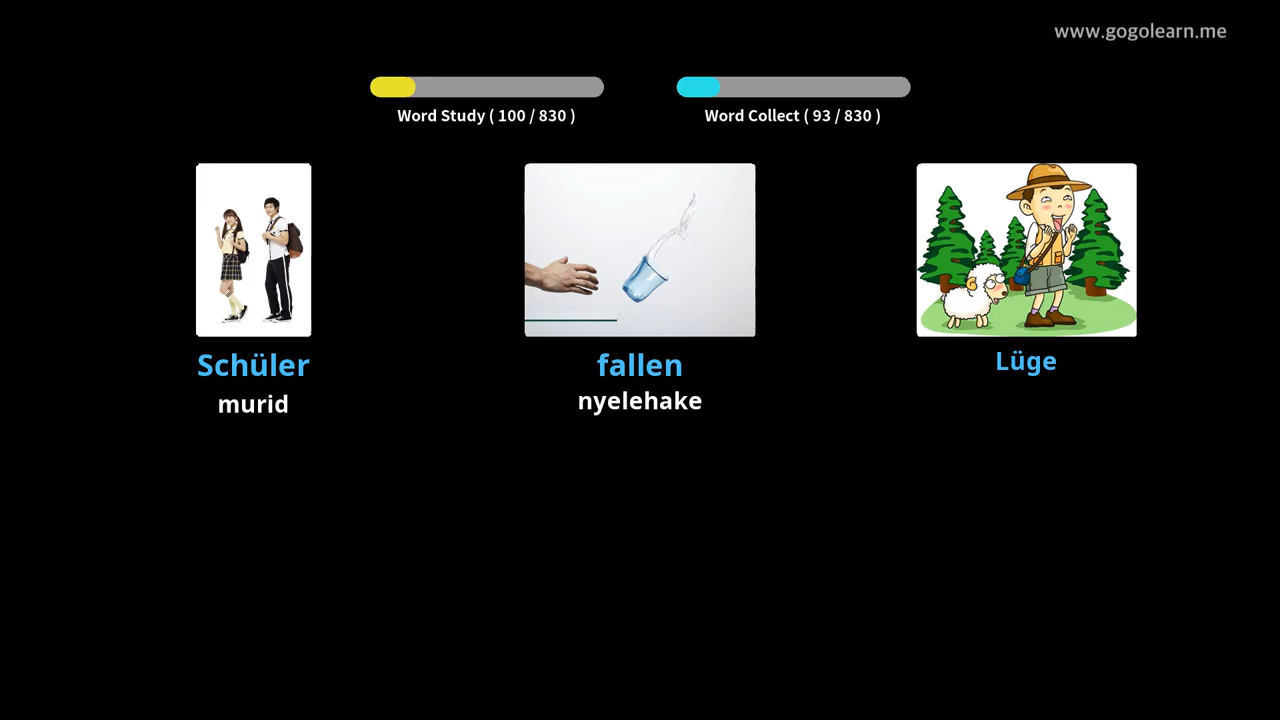 www.gogolearn.me
Word Study ( 100 / 830 )
Word Collect ( 93 / 830 )
Schüler
murid
fallen
nyelehake
Lüge